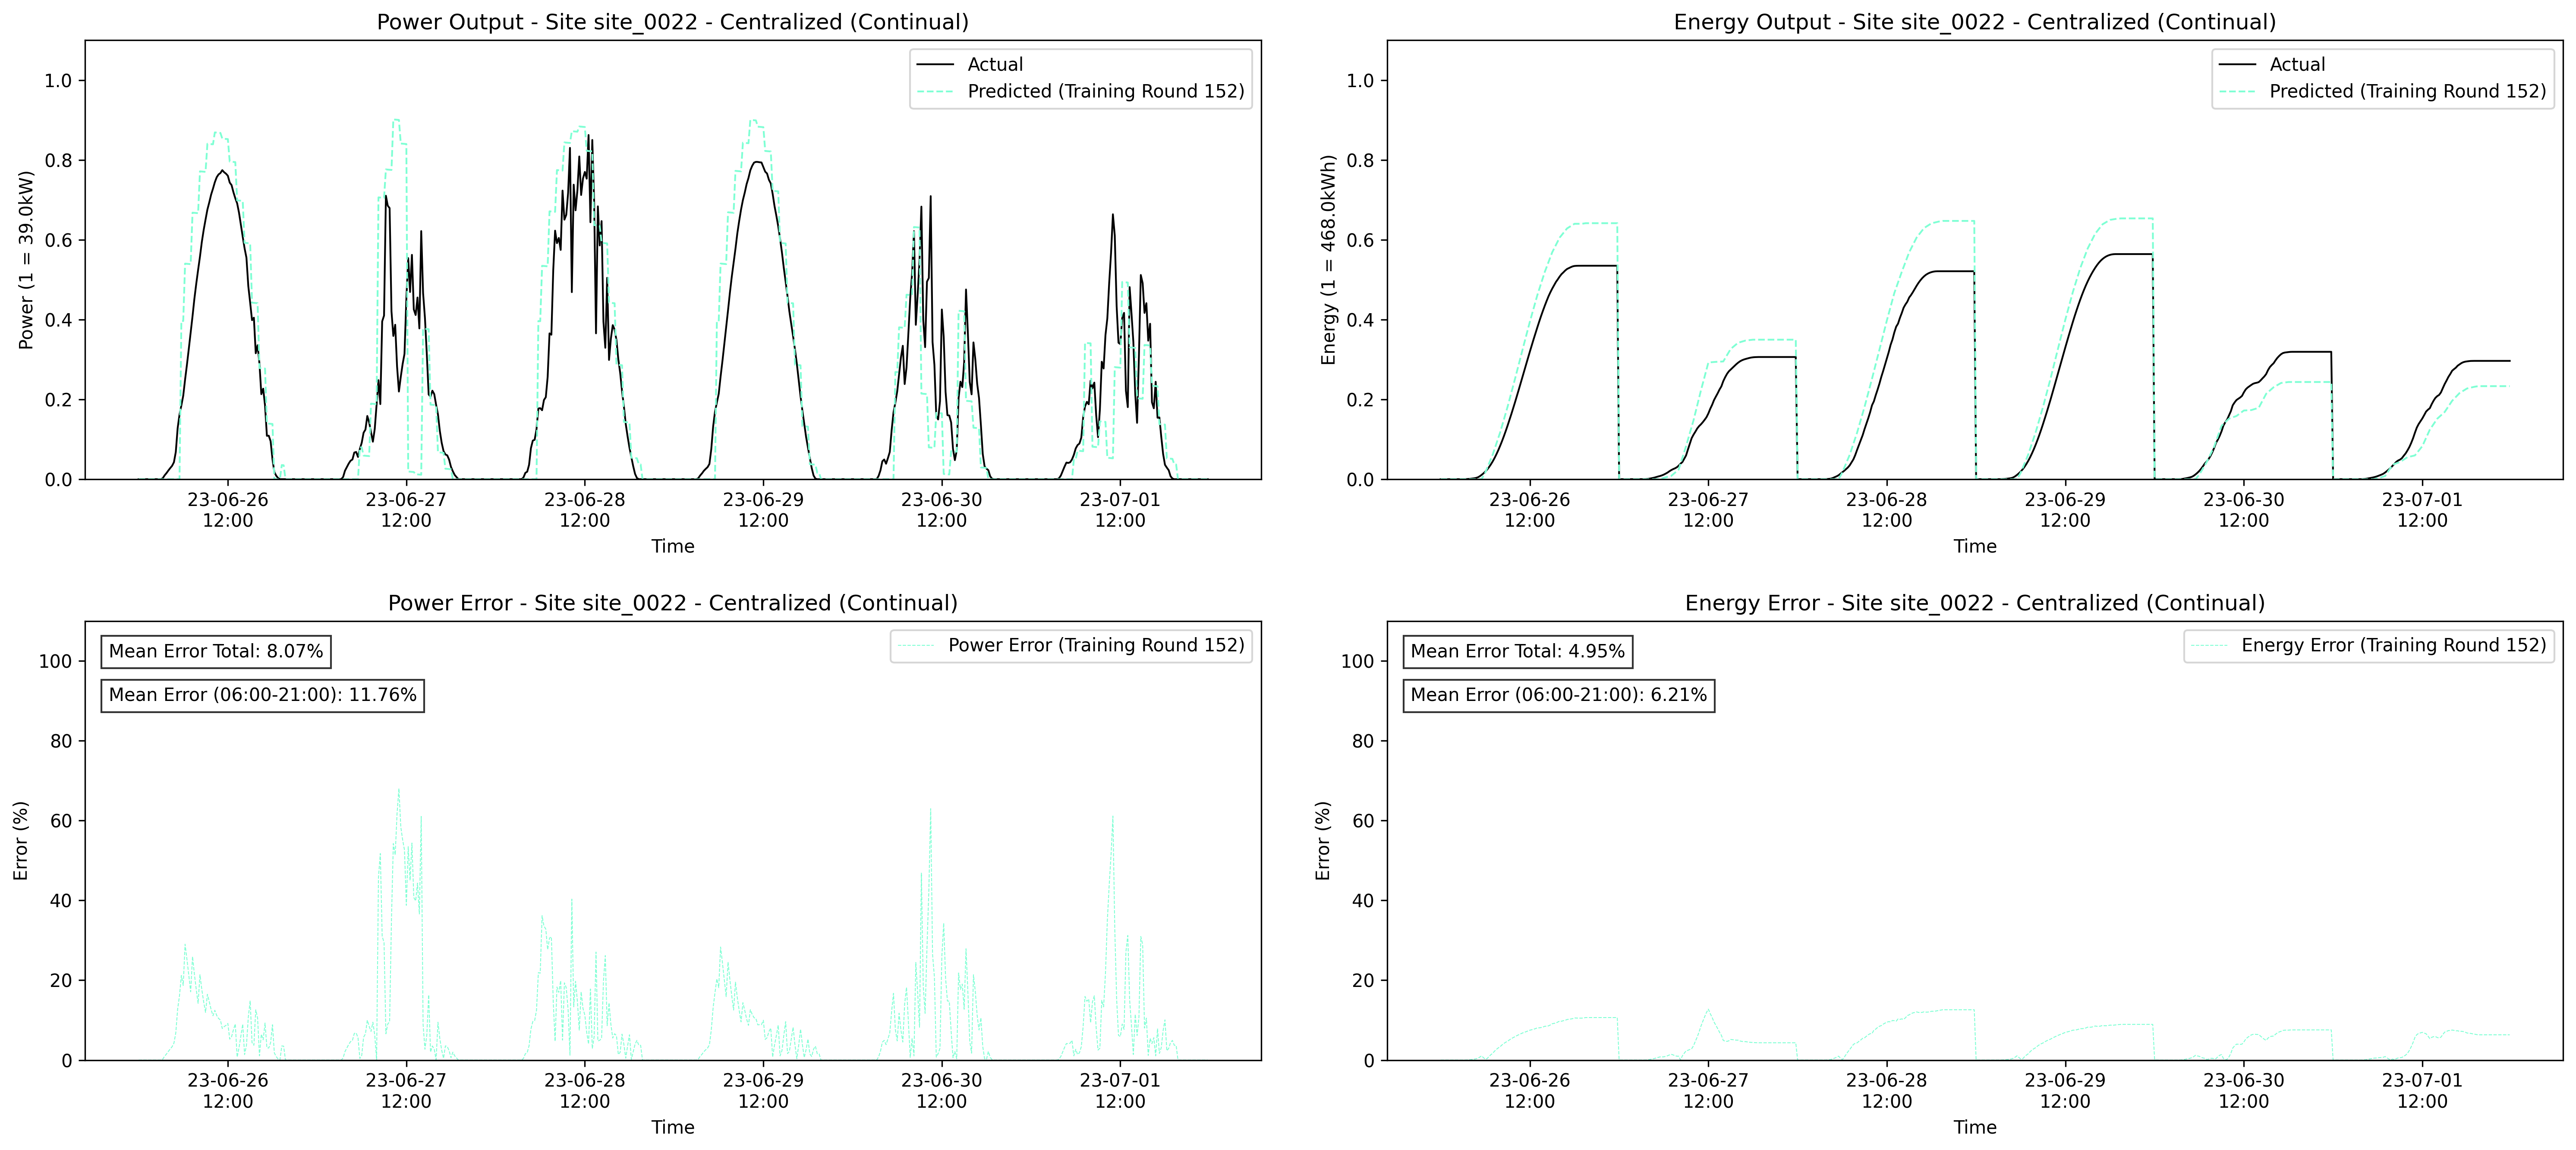 Power Output - Site site_0022 - Centralized (Continual)
Actual
Predicted (Training Round 152)
Power (1 = 39.0kW)
1.0
0.8
0.6
0.4
0.2
0.0
23-06-26 23-06-27 23-06-28 23-06-29 23-06-30 23-07-01
12:00 12:00 12:00 12:00 12:00 12:00
Time
Energy Output - Site site_0022 - Centralized (Continual)
Actual
Predicted (Training Round 152)
Energy (1 = 468.0kWh)
1.0
0.8
0.6
0.4
0.2
0.0
23-06-26 23-06-27 23-06-28 23-06-29 23-06-30 23-07-01
12:00 12:00 12:00 12:00 12:00 12:00
Time
Power Error - Site site_0022 - Centralized (Continual)
Mean Error Total: 8.07%
Mean Error (06:00-21:00): 11.76%
Power Error (Training Round 152)
Error (%)
100
80
60
40
20
0
23-06-26 23-06-27 23-06-28 23-06-29 23-06-30 23-07-01
12:00 12:00 12:00 12:00 12:00 12:00
Time
Energy Error - Site site_0022 - Centralized (Continual)
Mean Error Total: 4.95%
Mean Error (06:00-21:00): 6.21%
Energy Error (Training Round 152)
Error (%)
100
80
60
40
20
0
23-06-26 23-06-27 23-06-28 23-06-29 23-06-30 23-07-01
12:00 12:00 12:00 12:00 12:00 12:00
Time